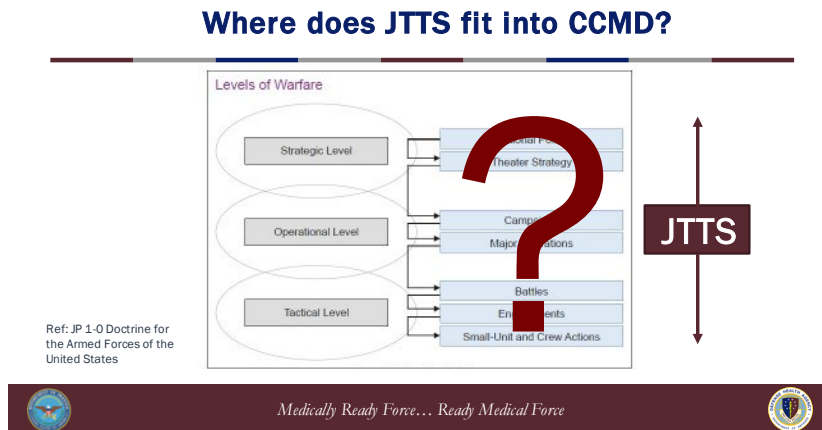 Where does JTTS fit into CCMD?
Levels of Warfare
Strategic Level
Theater Strategy
Operational Level
Major
Tactical Level
Battles
Small-Unit and Crew Actions
JTTS
Ref: JP 1-0 Doctrine for
the Armed Forces of the
United States
?
Medically Ready Force… Ready Medical Force